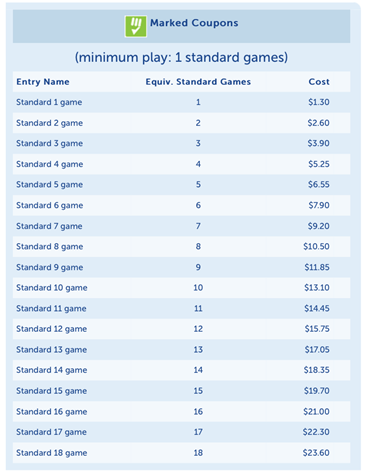 Marked Coupons
(minimum play: 1 standard games)
Entry Name Equiv. Standard Games Cost
Standard 1 game 1 $1.30
Standard 2 game 2 $2.60
Standard 3 game 3 $3.90
Standard 4 game 4 $5.25
Standard 5 game 5 $6.55
Standard 6 game 6 $7.90
Standard 7 game 7 $9.20
Standard 8 game 8 $10.50
Standard 9 game 9 $11.85
Standard 10 game 10 $13.10
Standard 11 game 11 $14.45
Standard 12 game 12 $15.75
Standard 13 game 13 $17.05
Standard 14 game 14 $18.35
Standard 15 game 15 $19.70
Standard 16 game 16 $21.00
Standard 17 game 17 $22.30
Standard 18 game 18 $23.60